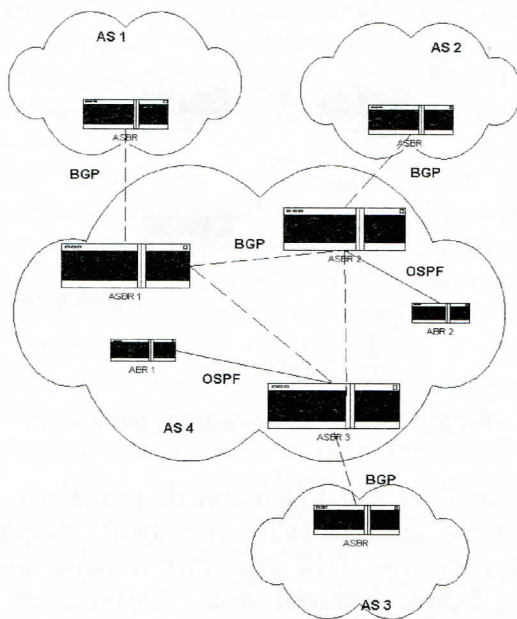 AS 1
AS 2
ASBR
ASBR
BGP
BGP
BGP
ASBR 1
ASBR 2
OSPF
ABR 2
ABR 1
OSPF
AS 4
ASBR 3
BGP
ASBR
AS 3